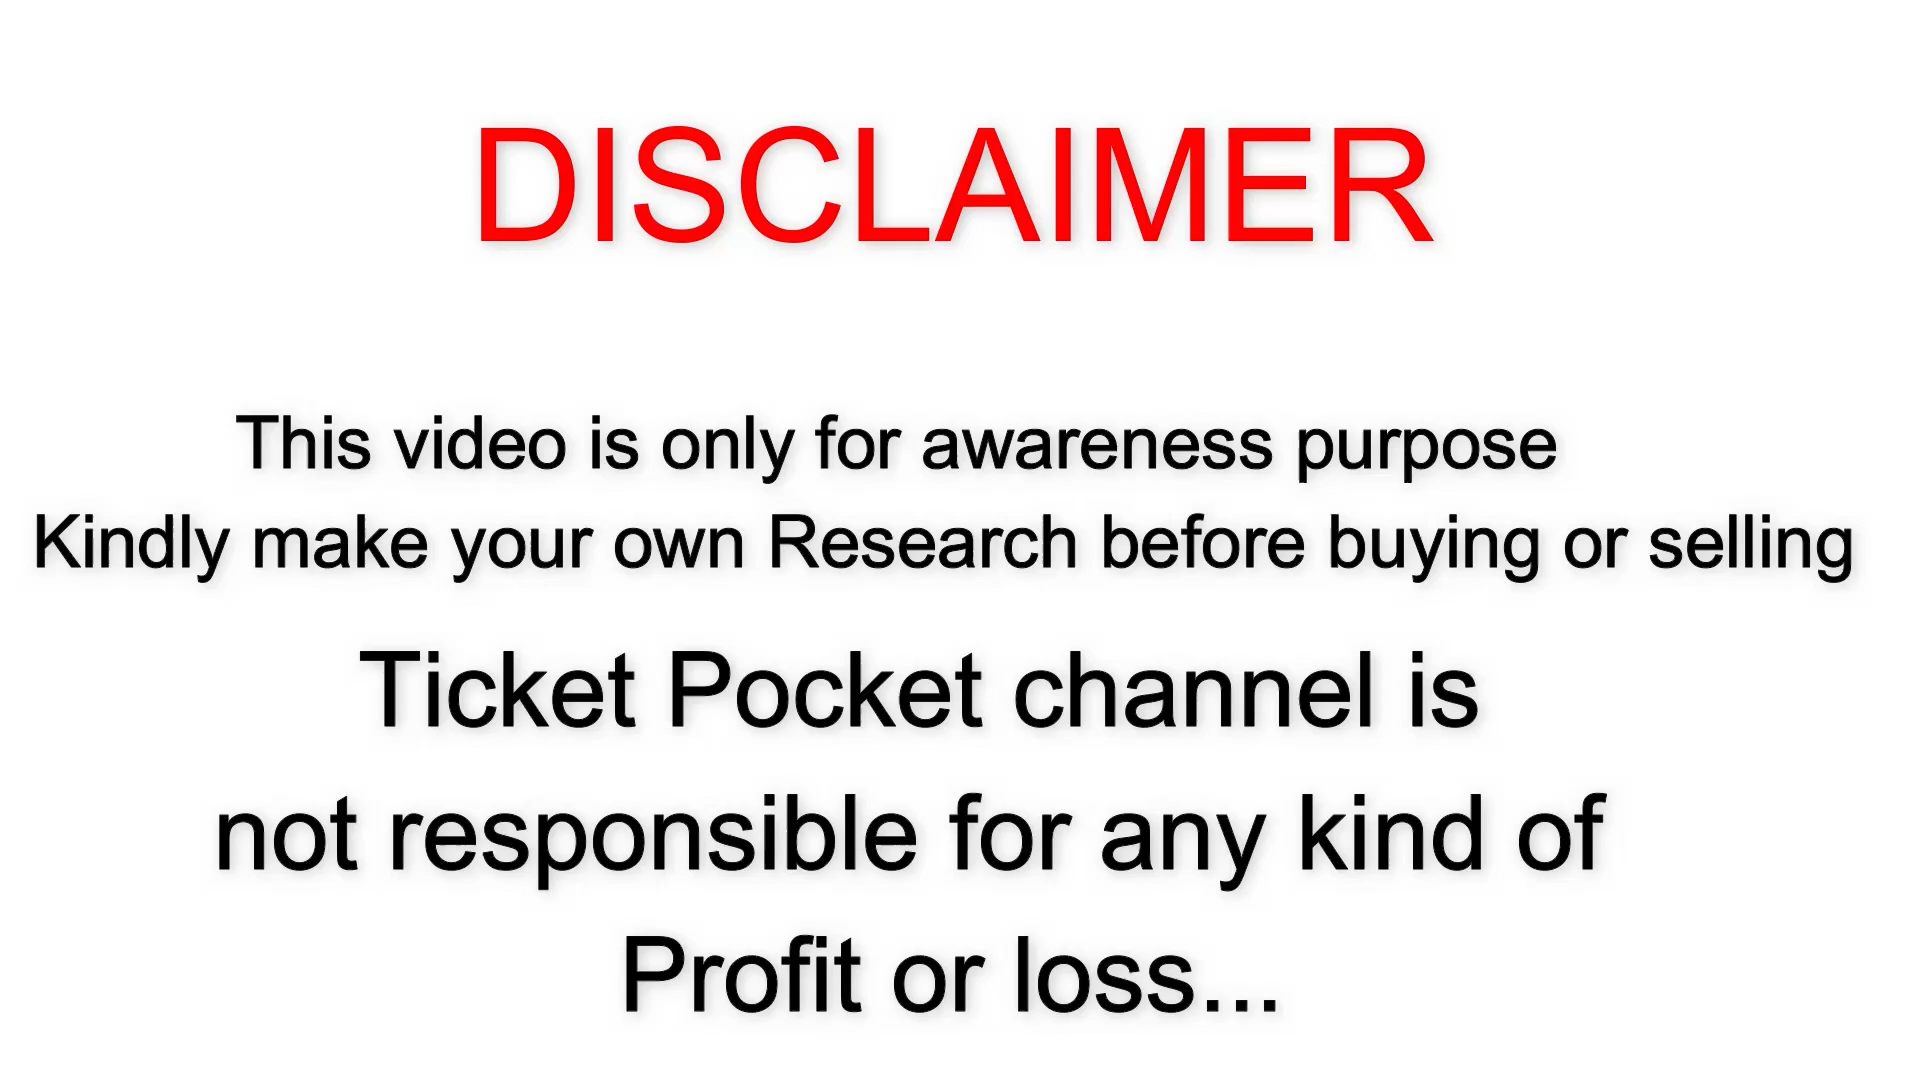 DISCLAIMER
This video is only for awareness purpose
Kindly make your own Research before buying or selling
Ticket Pocket channel is
not responsible for any kind of
Profit or loss...